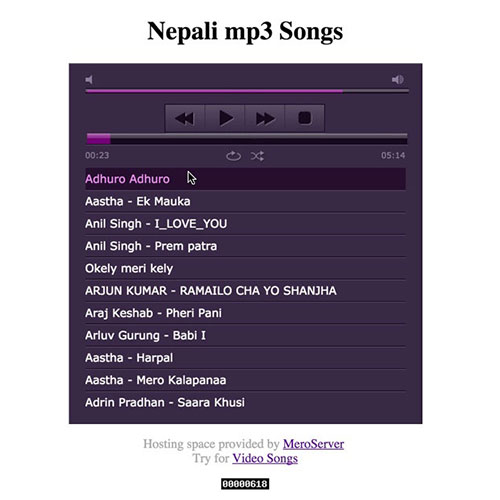 Nepali mp3 Songs
00:23 05:14
Adhuro Adhuro
Aastha - Ek Mauka
Anil Singh - I_LOVE_YOU
Anil Singh - Prem patra
Okely meri kely
ARJUN KUMAR - RAMAILO CHA YO SHANJHA
Araj Keshab - Pheri Pani
Arluv Gurung - Babi I
Aastha - Harpal
Aastha - Mero Kalapanaa
Adrin Pradhan - Saara Khusi
Hosting space provided by MeroServer
Try for Video Songs
00000618